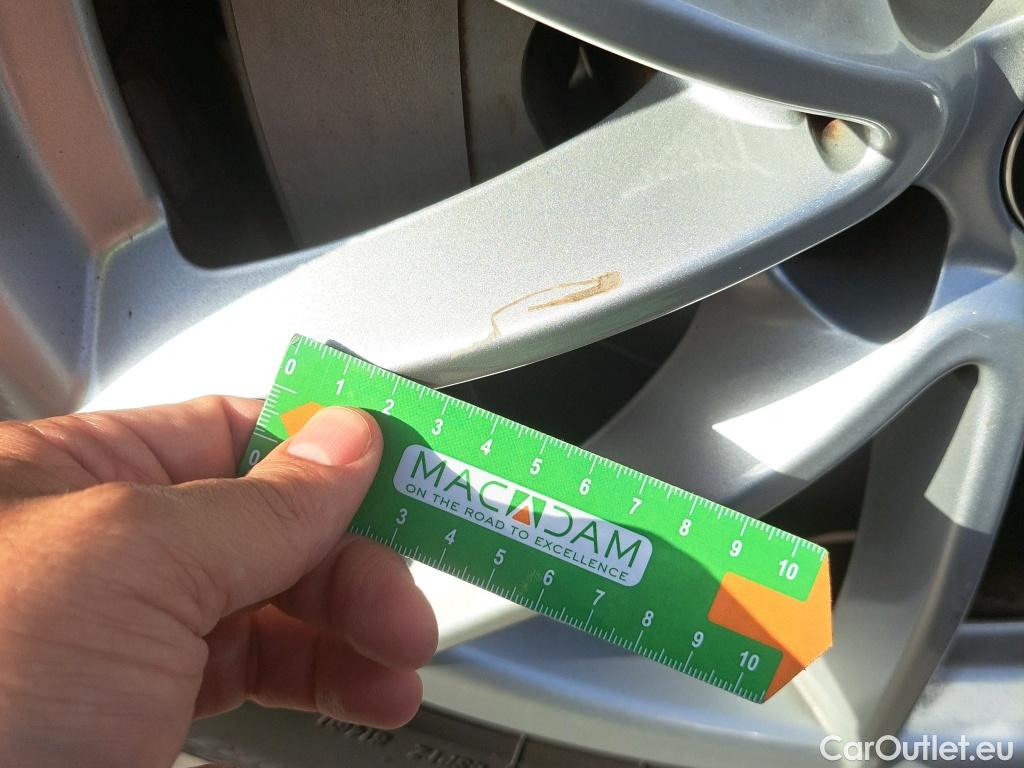 0 1 2 3 4 5 6 7 8 9 10
MACADAM
ON THE ROAD TO EXCELLENCE
0 3 4 5 6 7 8 9 10
CarOutlet.eu